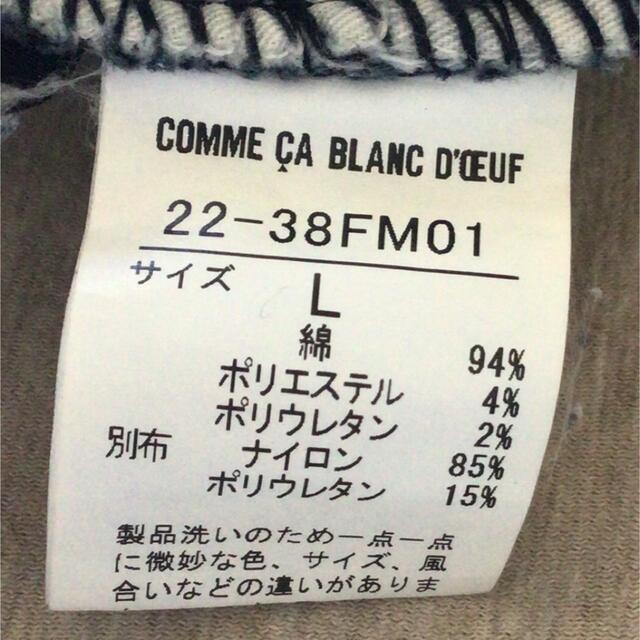 COMME ÇA BLANC D'ŒUF
22-38FM01
サイズ L
綿 94%
ポリエステル 4%
ポリウレタン 2%
別布 ナイロン 85%
ポリウレタン 15%
製品洗いのため一点一点
に微妙な色、サイズ、風
合いなどの違いがありま